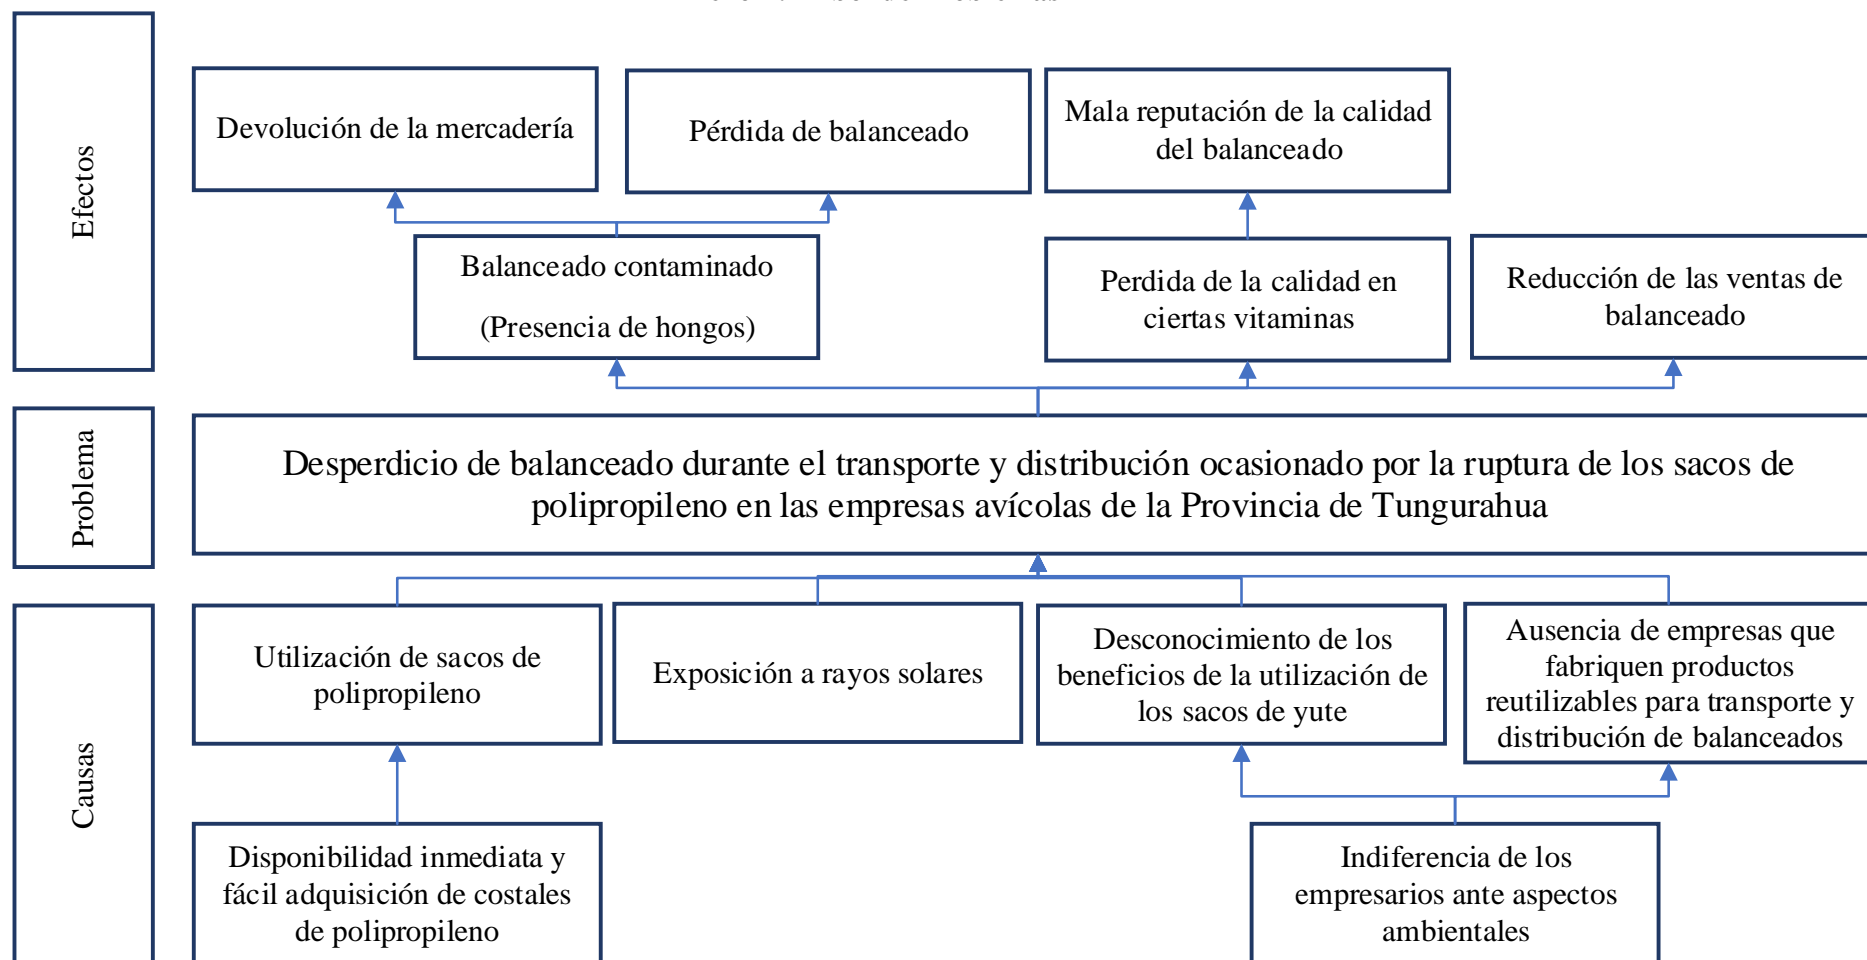 Efectos
Devolución de la mercadería
Pérdida de balanceado
Mala reputación de la calidad
del balanceado
Balanceado contaminado
(Presencia de hongos)
Perdida de la calidad en
ciertas vitaminas
Reducción de las ventas de
balanceado
Problema
Desperdicio de balanceado durante el transporte y distribución ocasionado por la ruptura de los sacos de
polipropileno en las empresas avícolas de la Provincia de Tungurahua
Causas
Utilización de sacos de
polipropileno
Exposición a rayos solares
Desconocimiento de los
beneficios de la utilización de
los sacos de yute
Ausencia de empresas que
fabriquen productos
reutilizables para transporte y
distribución de balanceados
Disponibilidad inmediata y
fácil adquisición de costales
de polipropileno
Indiferencia de los
empresarios ante aspectos
ambientales